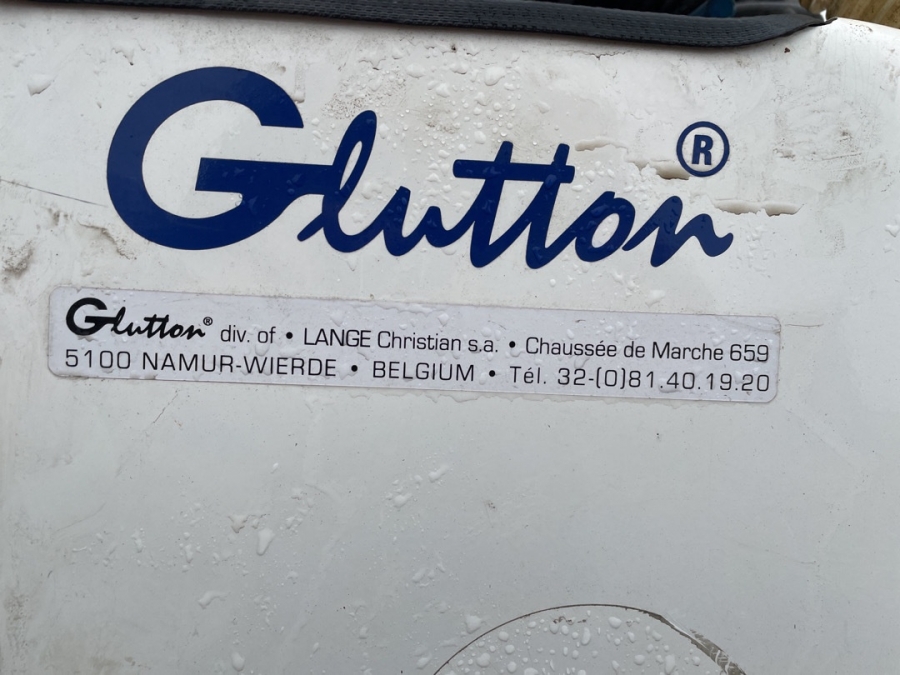 Glutton®
Glutton® div. of • LANGE Christian s.a. • Chaussée de Marche 659
5100 NAMUR-WIERDE • BELGIUM • Tél. 32-(0)81.40.19.20